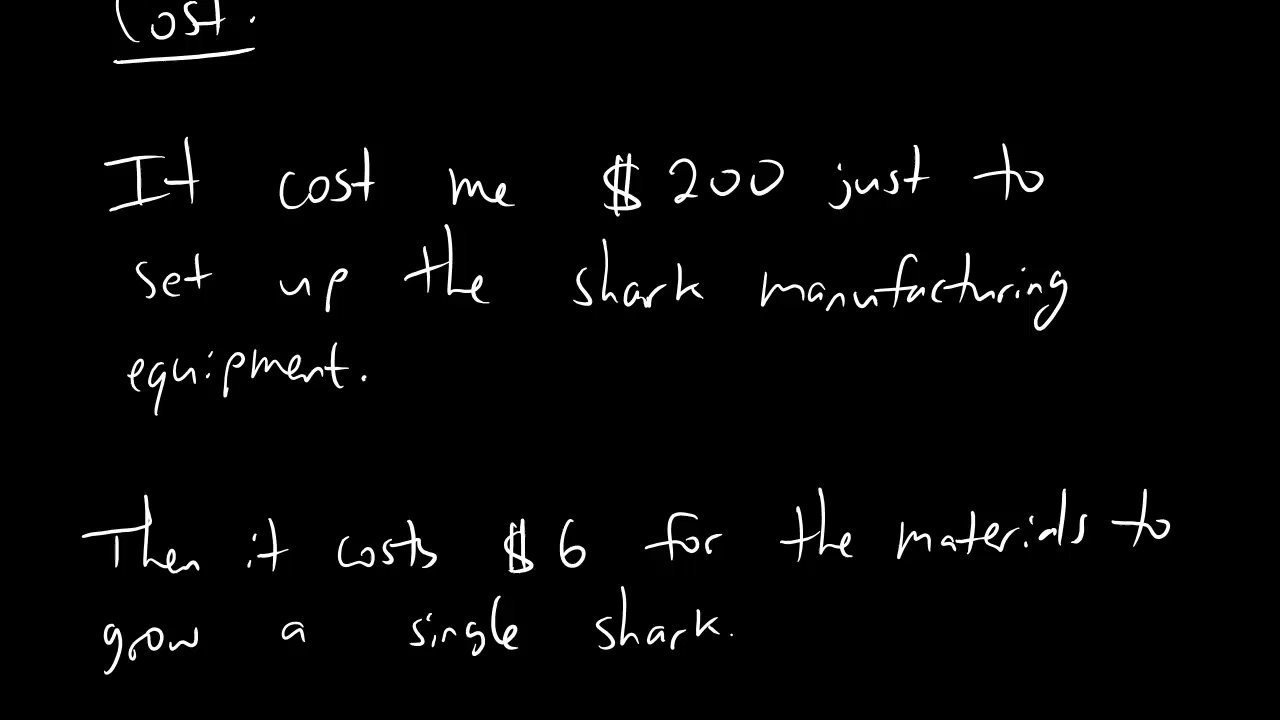 Cost.
It cost me $200 just to
set up the shark manufacturing
equipment.
Then it costs $6 for the materials to
grow a single shark.